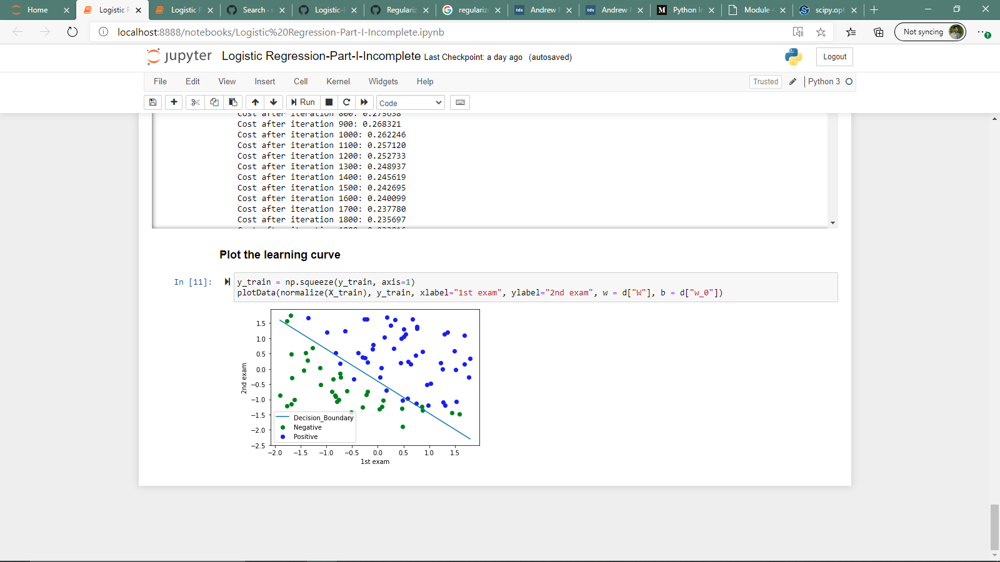 Home
Logistic R
Logistic R
Search · r
Logistic-
Regulariz
regularize
tds
Andrew N
tds
Andrew N
M
Python I
Module 4
scipy.opt
localhost:8888/notebooks/Logistic%20Regression-Part-I-Incomplete.ipynb
Not syncing
jupyter Logistic Regression-Part-I-Incomplete Last Checkpoint: a day ago (autosaved)
Logout
File Edit View Insert Cell Kernel Widgets Help
Trusted
Python 3
Run
Code
Cost after iteration 800: 0.275658
Cost after iteration 900: 0.268321
Cost after iteration 1000: 0.262246
Cost after iteration 1100: 0.257120
Cost after iteration 1200: 0.252733
Cost after iteration 1300: 0.248937
Cost after iteration 1400: 0.245619
Cost after iteration 1500: 0.242695
Cost after iteration 1600: 0.240099
Cost after iteration 1700: 0.237780
Cost after iteration 1800: 0.235697
Plot the learning curve
In [11]:
y_train = np.squeeze(y_train, axis=1)
plotData(normalize(X_train), y_train, xlabel="1st exam", ylabel="2nd exam", w = d["W"], b = d["w_0"])
1.5
1.0
0.5
0.0
−0.5
−1.0
−1.5
−2.0
−2.5
2nd exam
Decision_Boundary
Negative
Positive
−2.0 −1.5 −1.0 −0.5 0.0 0.5 1.0 1.5
1st exam